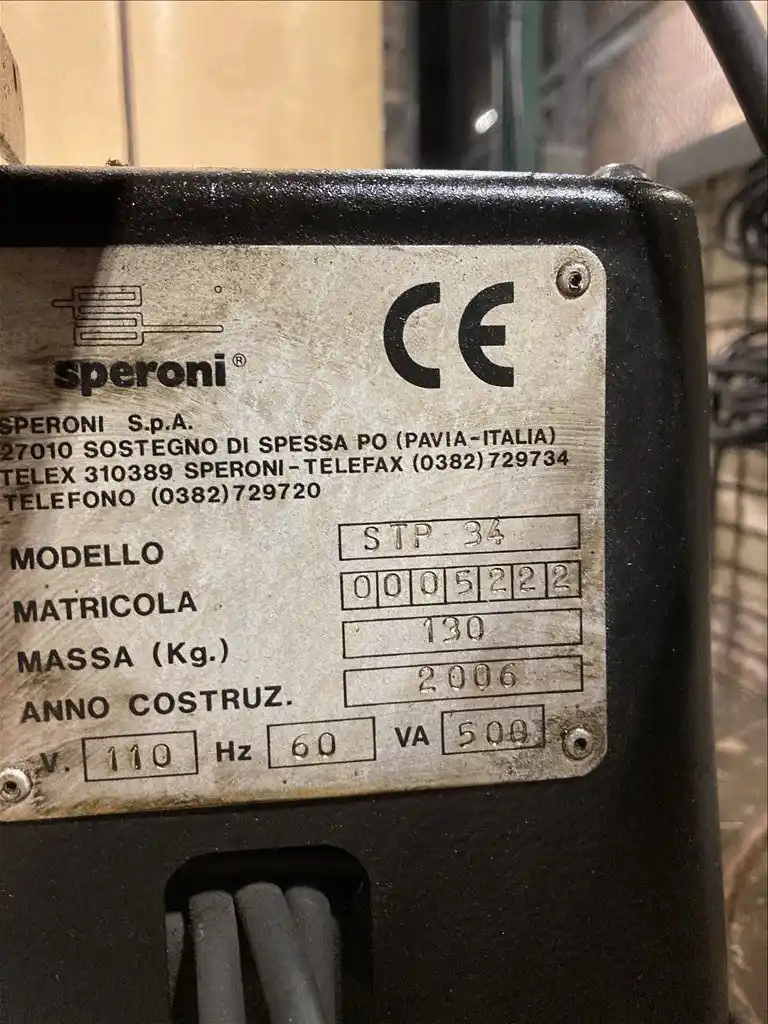 speroni®
CE
SPERONI S.p.A.
27010 SOSTEGNO DI SPESSA PO (PAVIA-ITALIA)
TELEX 310389 SPERONI-TELEFAX (0382)729734
TELEFONO (0382)729720
MODELLO STP 34
MATRICOLA 0005222
MASSA (Kg.) 130
ANNO COSTRUZ. 2006
V. 110 Hz 60 VA 500